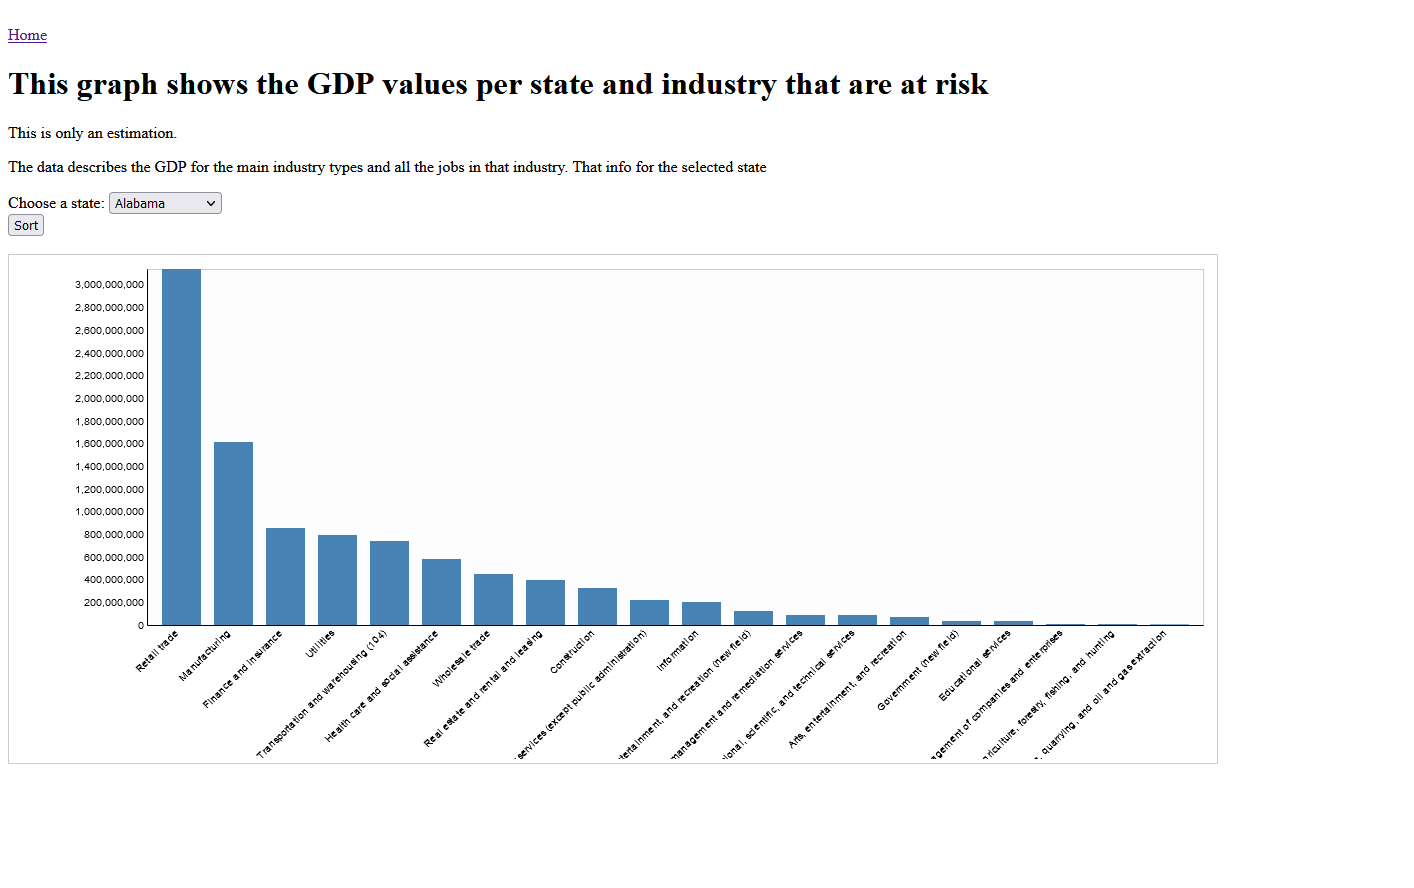 Home
This graph shows the GDP values per state and industry that are at risk
This is only an estimation.
The data describes the GDP for the main industry types and all the jobs in that industry. That info for the selected state
Choose a state: Alabama
Sort
3,000,000,000
2,800,000,000
2,600,000,000
2,400,000,000
2,200,000,000
2,000,000,000
1,800,000,000
1,600,000,000
1,400,000,000
1,200,000,000
1,000,000,000
800,000,000
600,000,000
400,000,000
200,000,000
0
Retail trade
Manufacturing
Finance and insurance
Utilities
Transportation and warehousing (104)
Health care and social assistance
Wholesale trade
Real estate and rental and leasing
Construction
services (except public administration)
Information
tertainment, and recreation (new field)
management and remediation services
ional, scientific, and technical services
Arts, entertainment, and recreation
Government (new field)
Educational services
agement of companies and enterprises
riculture, forestry, fishing, and hunting
, quarrying, and oil and gas extraction